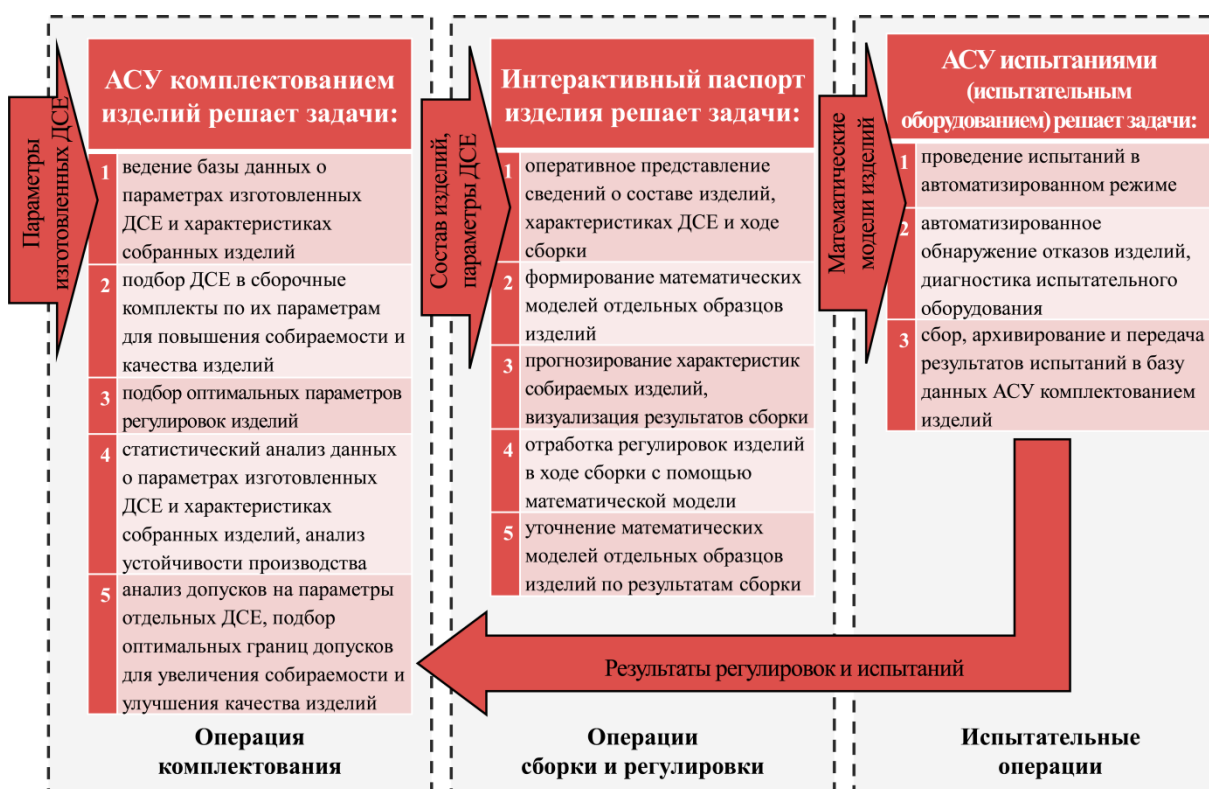 Параметры
изготовленных ДСЕ
АСУ комплектованием
изделий решает задачи:
1
ведение базы данных о
параметрах изготовленных
ДСЕ и характеристиках
собранных изделий
2
подбор ДСЕ в сборочные
комплекты по их параметрам
для повышения собираемости и
качества изделий
3
подбор оптимальных параметров
регулировок изделий
4
статистический анализ данных
о параметрах изготовленных
ДСЕ и характеристиках
собранных изделий, анализ
устойчивости производства
5
анализ допусков на параметры
отдельных ДСЕ, подбор
оптимальных границ допусков
для увеличения собираемости и
улучшения качества изделий
Операция
комплектования
Состав изделий,
параметры ДСЕ
Интерактивный паспорт
изделия решает задачи:
1
оперативное представление
сведений о составе изделий,
характеристиках ДСЕ и ходе
сборки
2
формирование математических
моделей отдельных образцов
изделий
3
прогнозирование характеристик
собираемых изделий,
визуализация результатов сборки
4
отработка регулировок изделий
в ходе сборки с помощью
математической модели
5
уточнение математических
моделей отдельных образцов
изделий по результатам сборки
Операции
сборки и регулировки
Математические
модели изделий
АСУ испытаниями
(испытательным
оборудованием) решает задачи:
1
проведение испытаний в
автоматизированном режиме
2
автоматизированное
обнаружение отказов изделий,
диагностика испытательного
оборудования
3
сбор, архивирование и передача
результатов испытаний в базу
данных АСУ комплектованием
изделий
Результаты регулировок и испытаний
Испытательные
операции